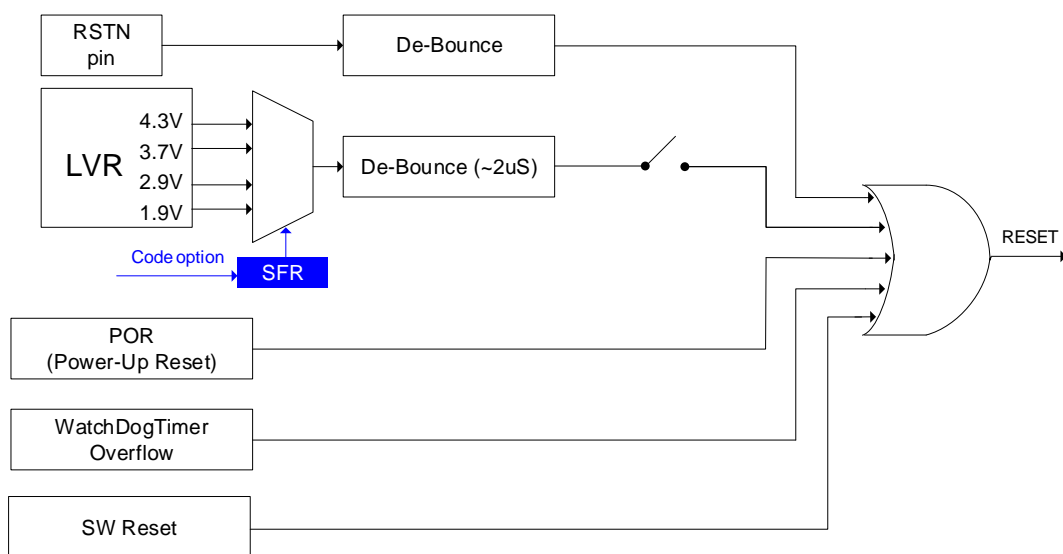 RSTN
pin
De-Bounce
LVR
4.3V
3.7V
2.9V
1.9V
De-Bounce (~2uS)
Code option
SFR
RESET
POR
(Power-Up Reset)
WatchDogTimer
Overflow
SW Reset